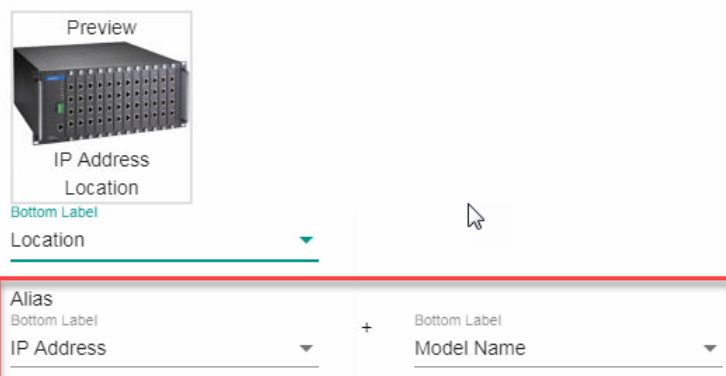 Preview
IP Address
Location
Bottom Label
Location
Alias
Bottom Label
+
Bottom Label
IP Address
Model Name